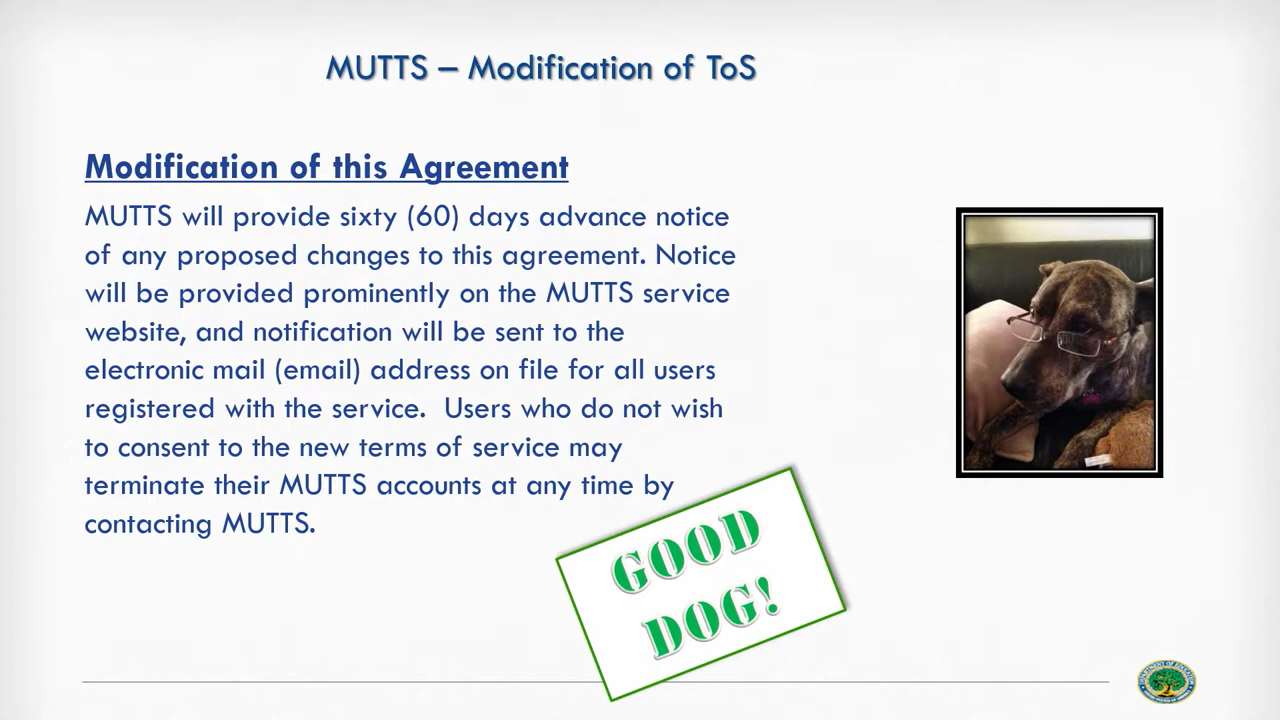 MUTTS – Modification of ToS
Modification of this Agreement
MUTTS will provide sixty (60) days advance notice
of any proposed changes to this agreement. Notice
will be provided prominently on the MUTTS service
website, and notification will be sent to the
electronic mail (email) address on file for all users
registered with the service.  Users who do not wish
to consent to the new terms of service may
terminate their MUTTS accounts at any time by
contacting MUTTS.
GOOD
DOG!